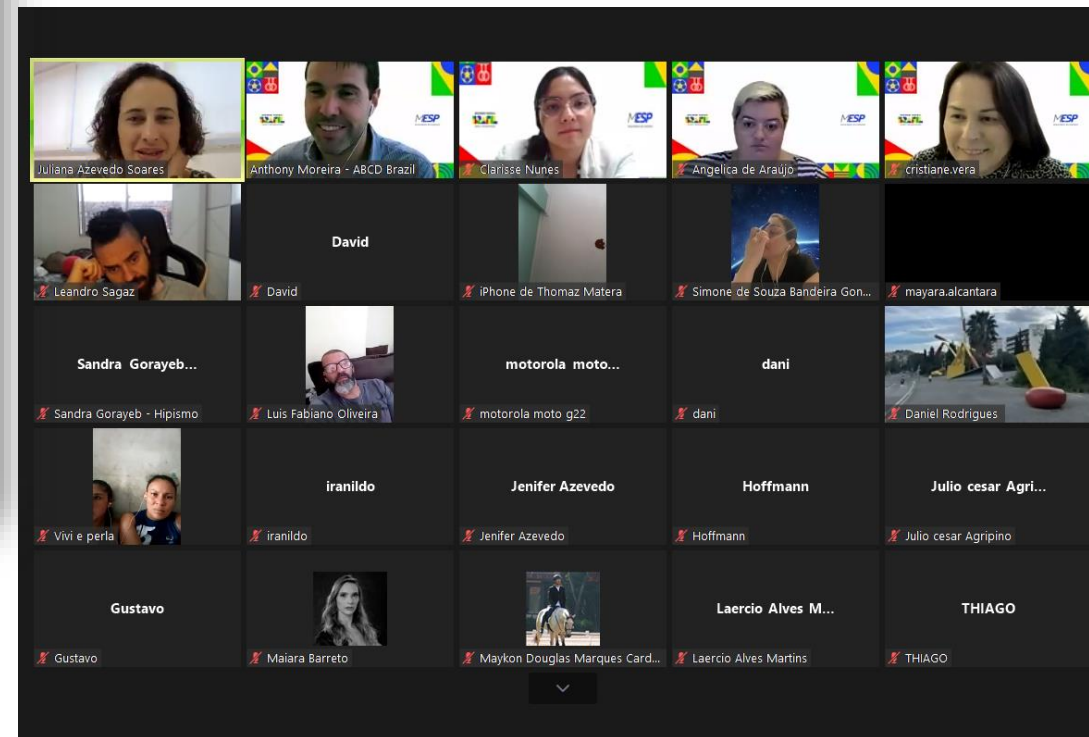 Juliana Azevedo Soares
MESP
Anthony Moreira - ABCD Brazil
MESP
Clarisse Nunes
MESP
Angelica de Araújo
MESP
cristiane.vera
Leandro Sagaz
David
David
iPhone de Thomaz Matera
Simone de Souza Bandeira Gon...
mayara.alcantara
Sandra Gorayeb...
Sandra Gorayeb - Hipismo
Luis Fabiano Oliveira
motorola moto...
motorola moto g22
dani
dani
Daniel Rodrigues
Vivi e perla
iranildo
iranildo
Jenifer Azevedo
Jenifer Azevedo
Hoffmann
Hoffmann
Julio cesar Agri...
Julio cesar Agripino
Gustavo
Gustavo
Maiara Barreto
Maykon Douglas Marques Card...
Laercio Alves M...
Laercio Alves Martins
THIAGO
THIAGO